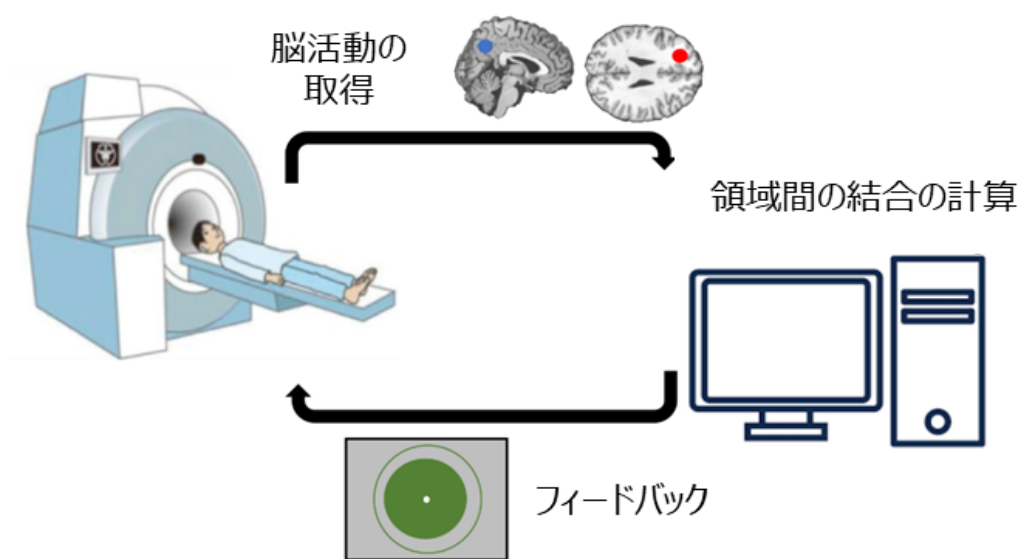 脳活動の
取得
領域間の結合の計算
フィードバック